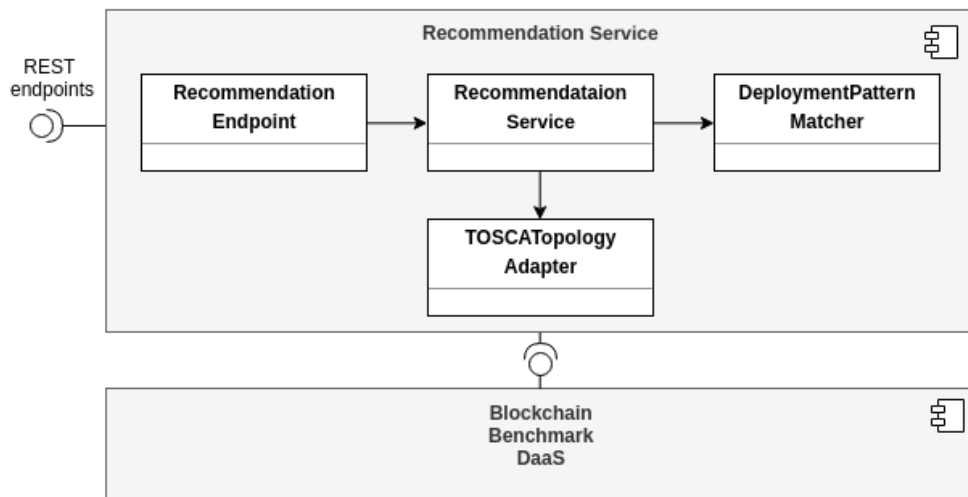 Recommendation Service
REST
endpoints
Recommendation
Endpoint
Recommendataion
Service
DeploymentPattern
Matcher
TOSCATopology
Adapter
Blockchain
Benchmark
DaaS